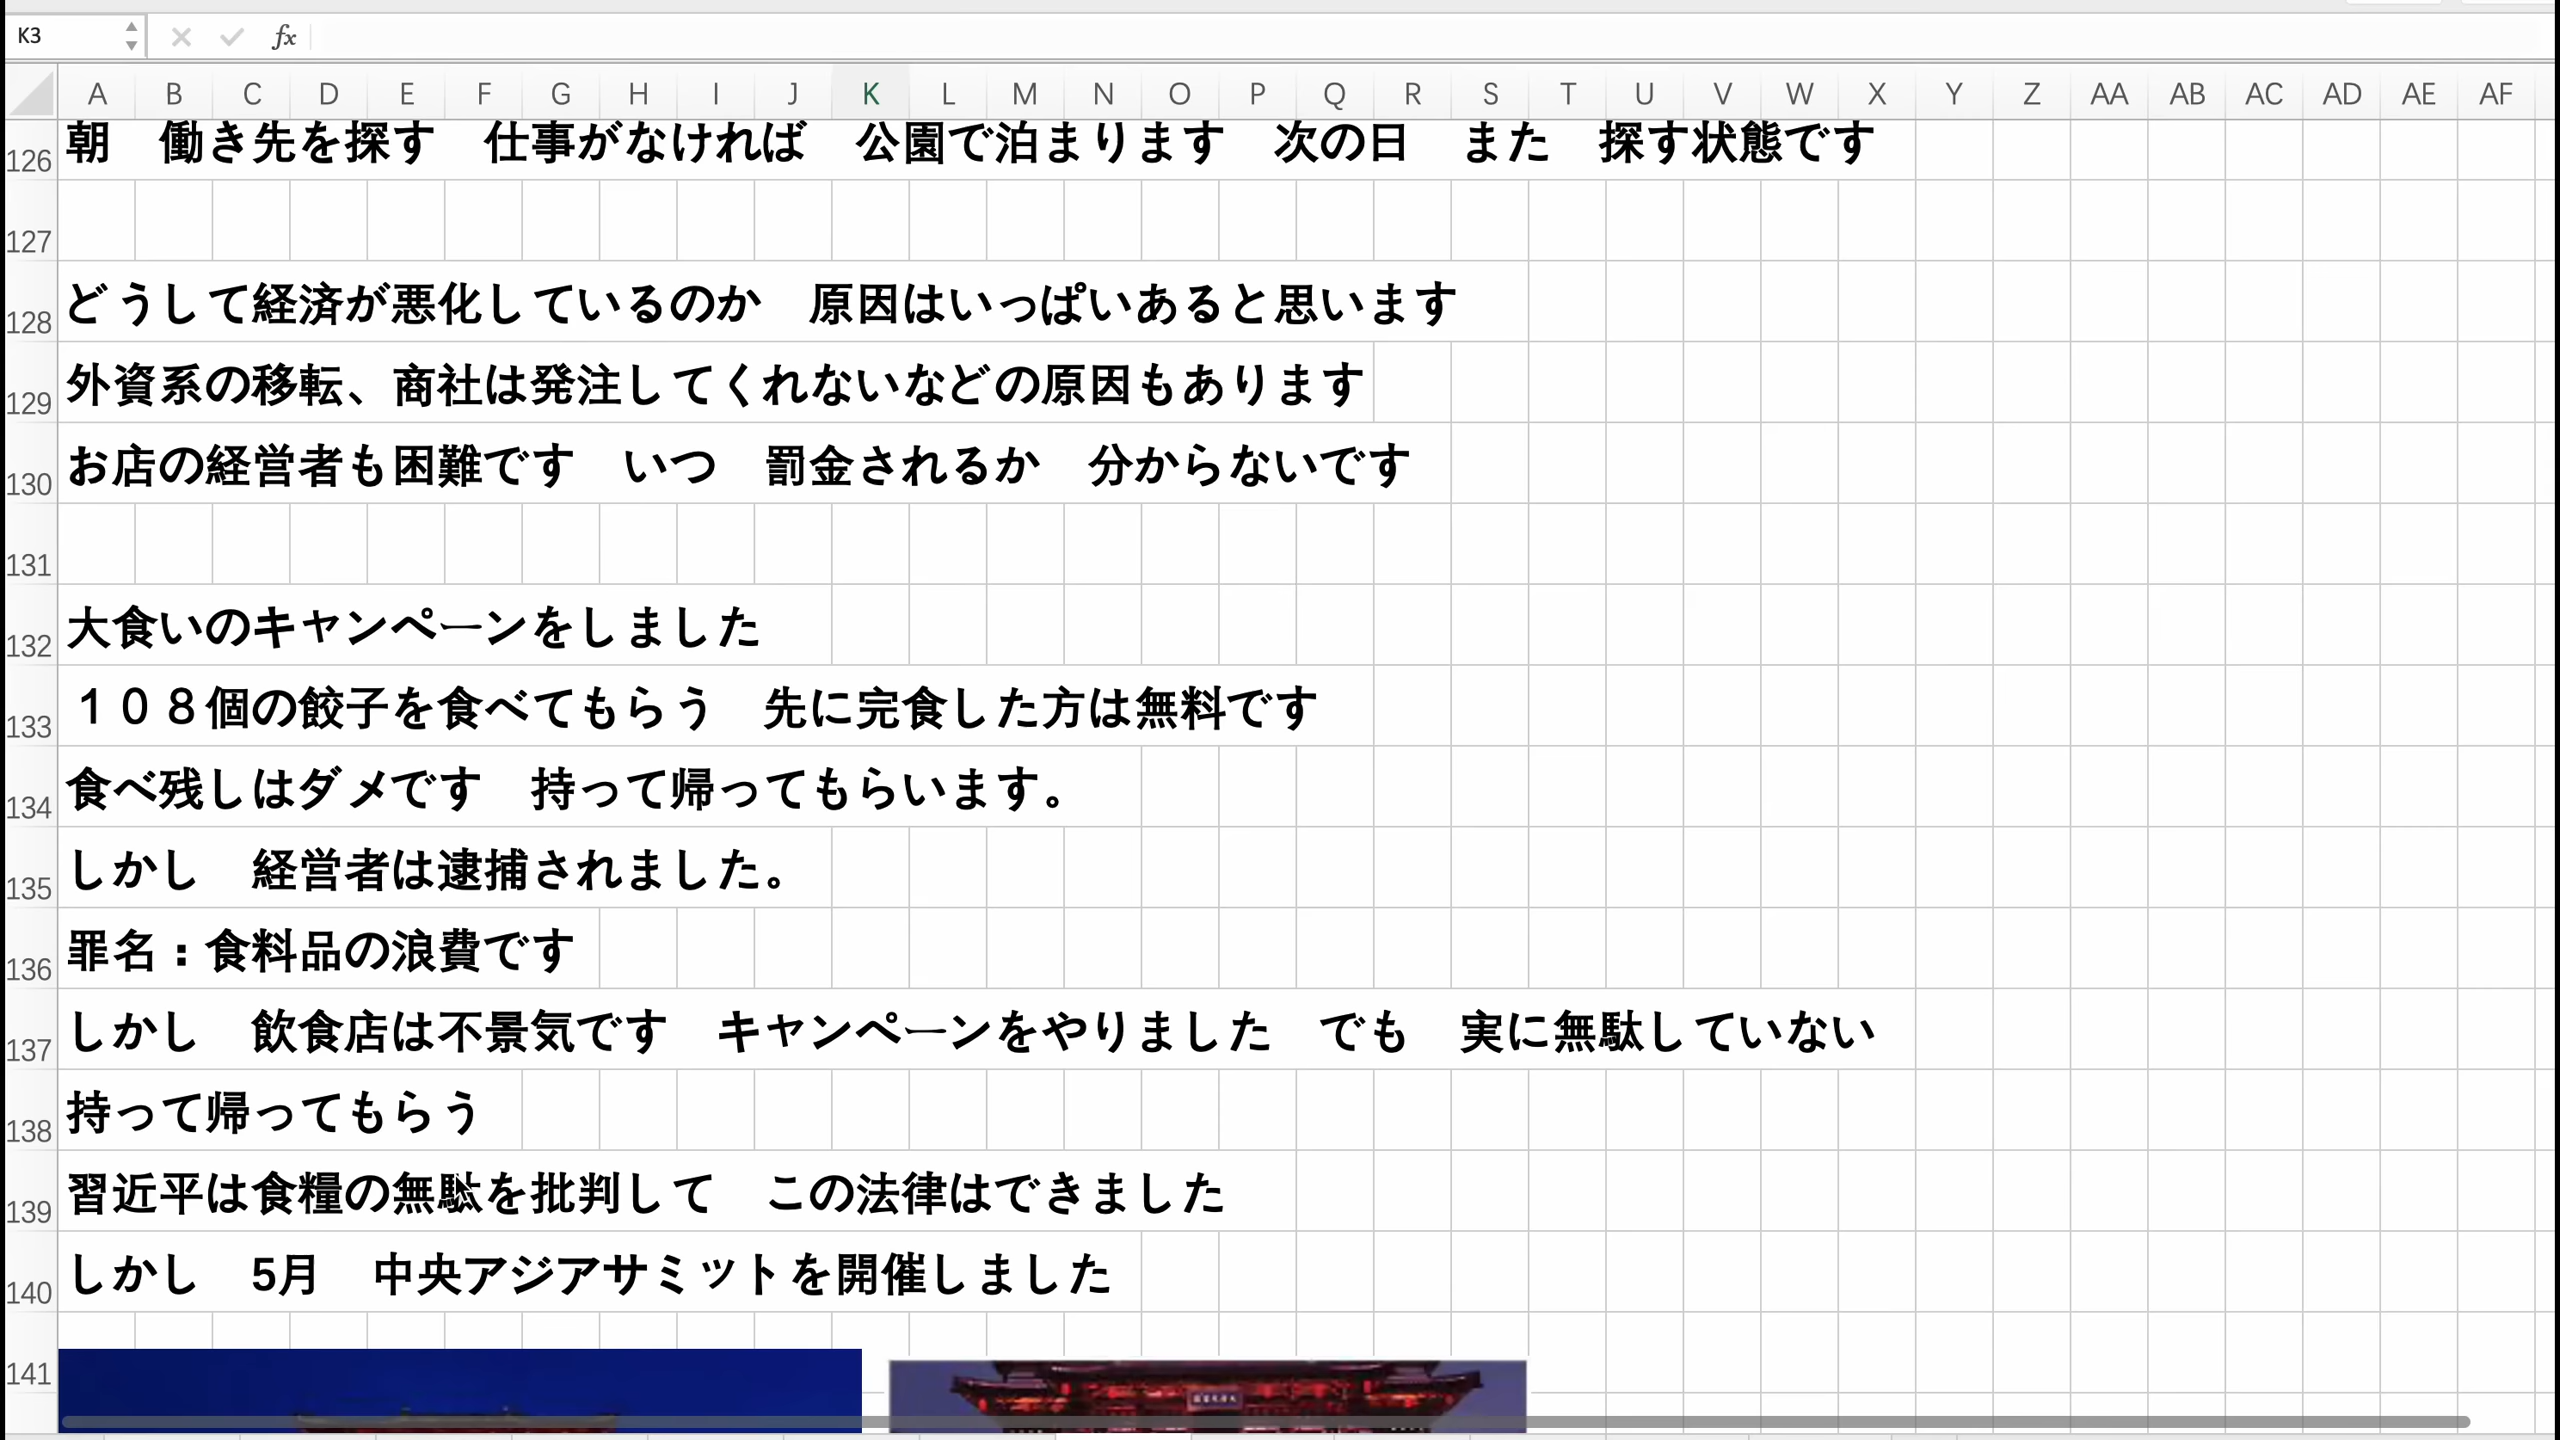 K3
fx
A B C D E F G H I J K L M N O P Q R S T U V W X Y Z AA AB AC AD AE AF
126 朝　働き先を探す　仕事がなければ　公園で泊まります　次の日　また　探す状態です
127
128 どうして経済が悪化しているのか　原因はいっぱいあると思います
129 外資系の移転、商社は発注してくれないなどの原因もあります
130 お店の経営者も困難です　いつ　罰金されるか　分からないです
131
132 大食いのキャンペーンをしました
133 １０８個の餃子を食べてもらう　先に完食した方は無料です
134 食べ残しはダメです　持って帰ってもらいます。
135 しかし　経営者は逮捕されました。
136 罪名：食料品の浪費です
137 しかし　飲食店は不景気です　キャンペーンをやりました　でも　実に無駄していない
138 持って帰ってもらう
139 習近平は食糧の無駄を批判して　この法律はできました
140 しかし　5月　中央アジアサミットを開催しました
141